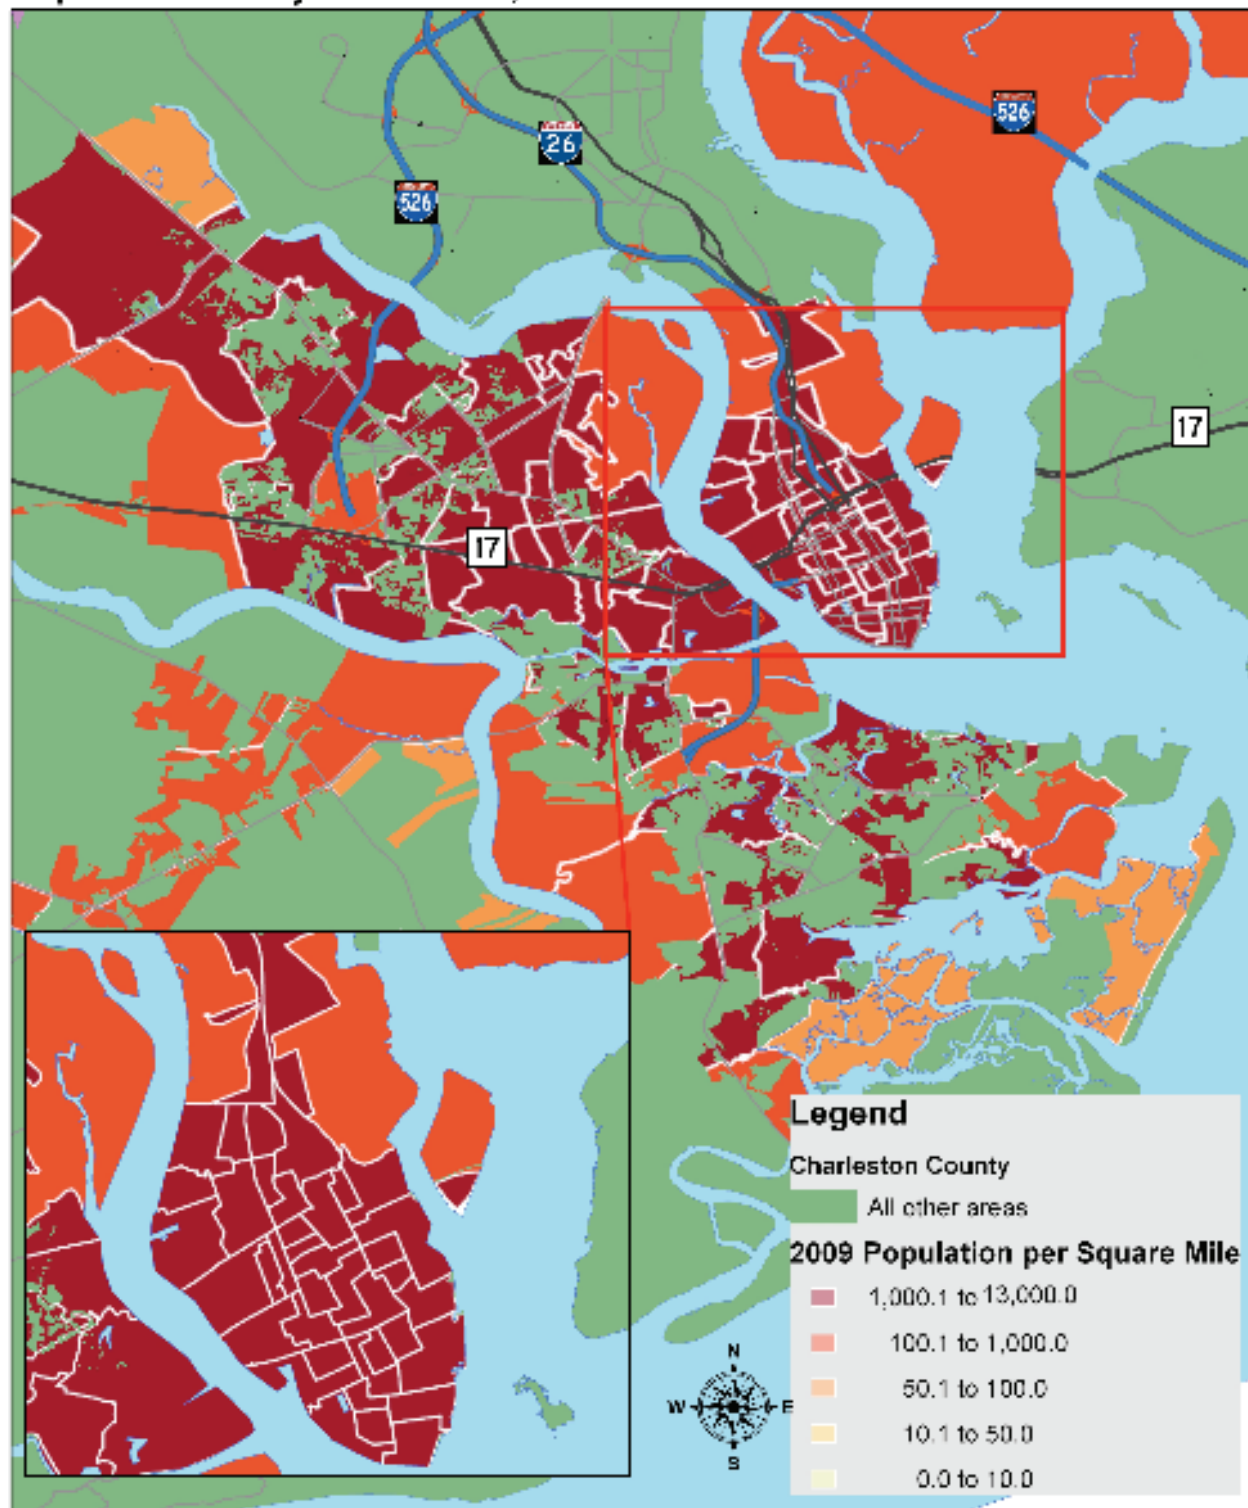 526
26
526
17
17
Legend
Charleston County
All other areas
2009 Population per Square Mile
1,000.1 to 13,000.0
100.1 to 1,000.0
50.1 to 100.0
10.1 to 50.0
0.0 to 10.0
N
W E
S